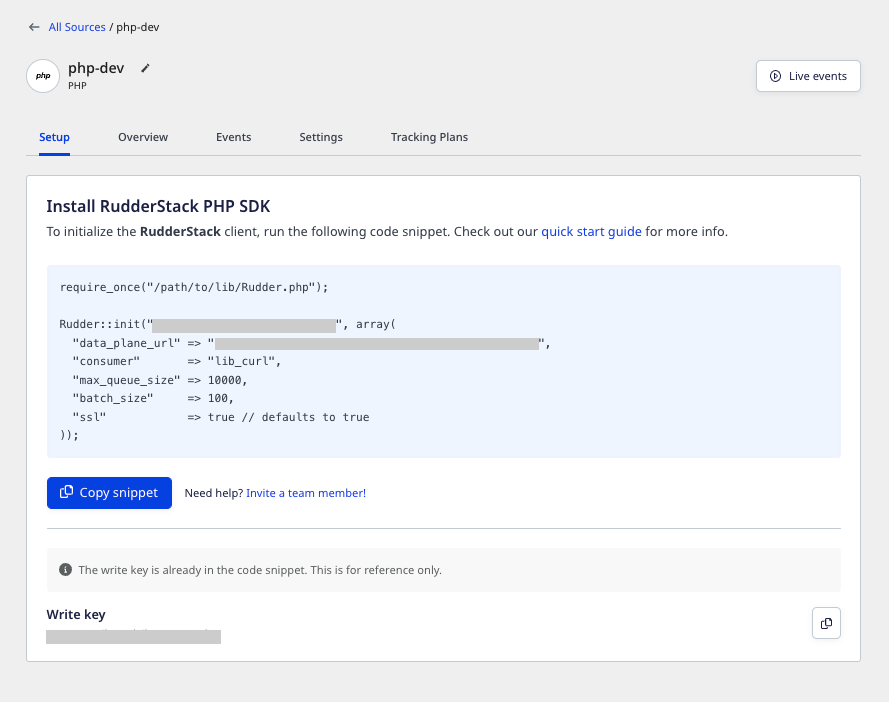 All Sources / php-dev
php
php-dev
PHP
Live events
Setup Overview Events Settings Tracking Plans
Install RudderStack PHP SDK
To initialize the RudderStack client, run the following code snippet. Check out our quick start guide for more info.
require_once("/path/to/lib/Rudder.php");
Rudder::init("", array(
"data_plane_url" => "",
"consumer" => "lib_curl",
"max_queue_size" => 10000,
"batch_size" => 100,
"ssl" => true // defaults to true
));
Copy snippet Need help? Invite a team member!
The write key is already in the code snippet. This is for reference only.
Write key